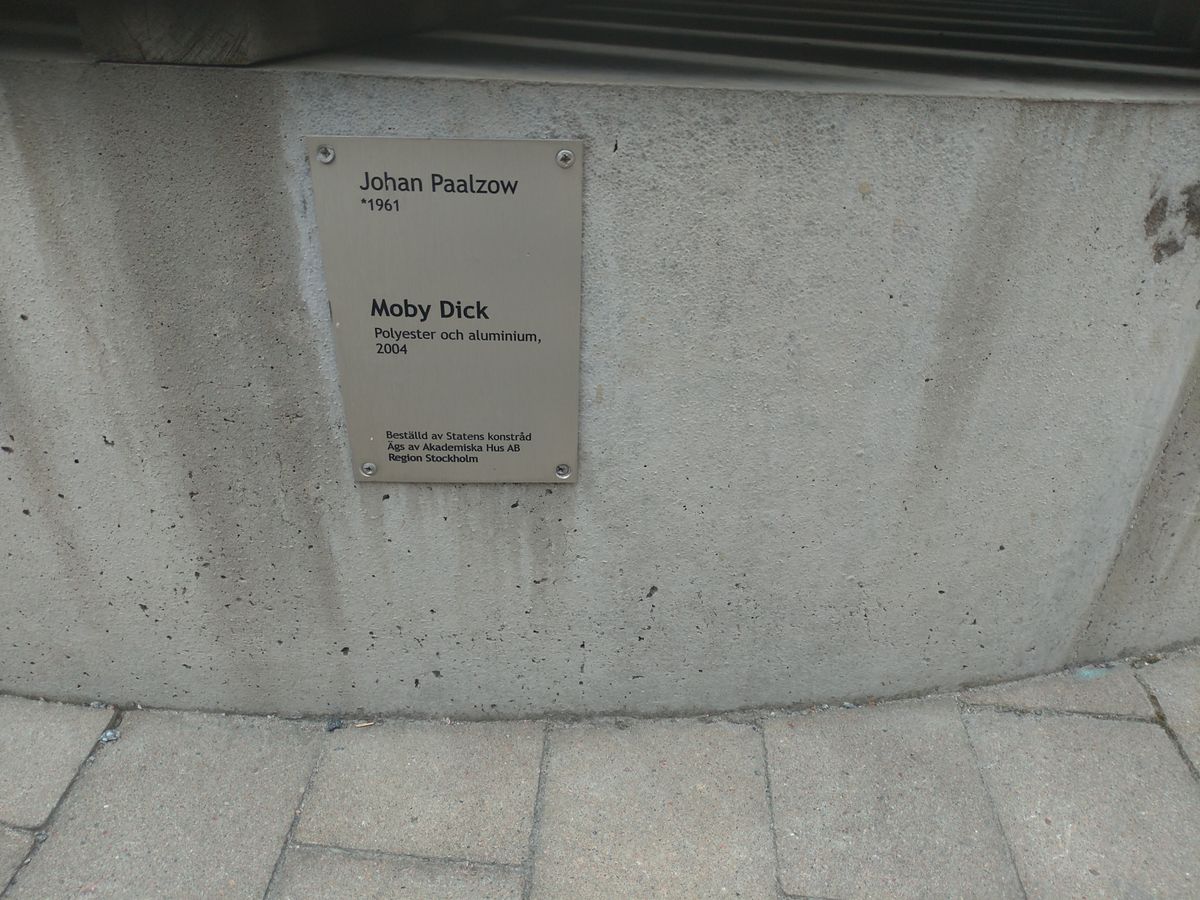 Johan Paalzow
*1961
Moby Dick
Polyester och aluminium,
2004
Beställd av Statens konstråd
Ägs av Akademiska Hus AB
Region Stockholm